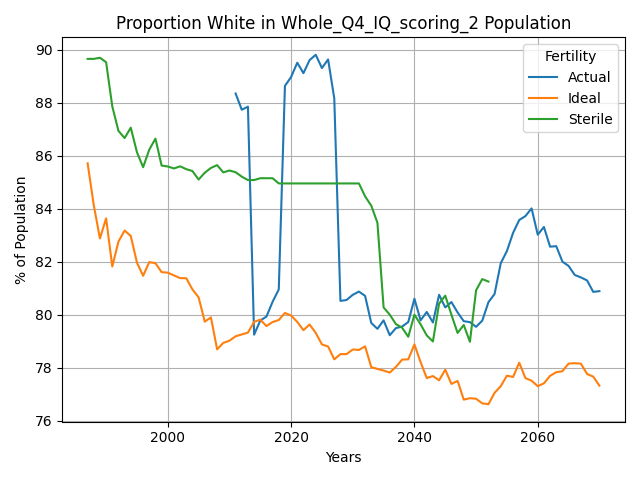 Proportion White in Whole_Q4_IQ_scoring_2 Population
Fertility
Actual
Ideal
Sterile
% of Population
90
88
86
84
82
80
78
76
2000
2020
2040
2060
Years